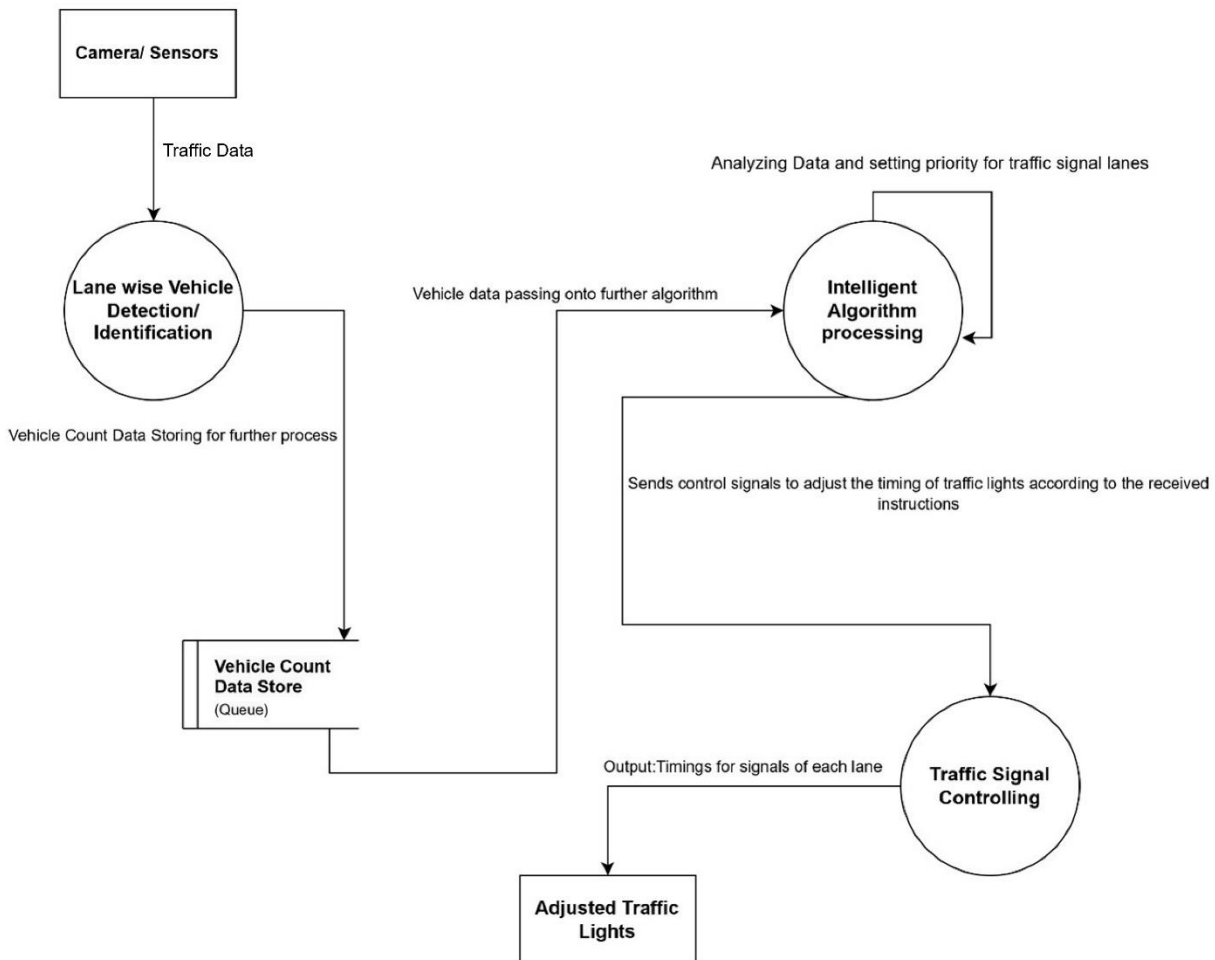 Camera/ Sensors
Traffic Data
Analyzing Data and setting priority for traffic signal lanes
Lane wise Vehicle
Detection/
Identification
Vehicle data passing onto further algorithm
Intelligent
Algorithm
processing
Vehicle Count Data Storing for further process
Sends control signals to adjust the timing of traffic lights according to the received
instructions
Vehicle Count
Data Store
(Queue)
Output:Timings for signals of each lane
Traffic Signal
Controlling
Adjusted Traffic
Lights